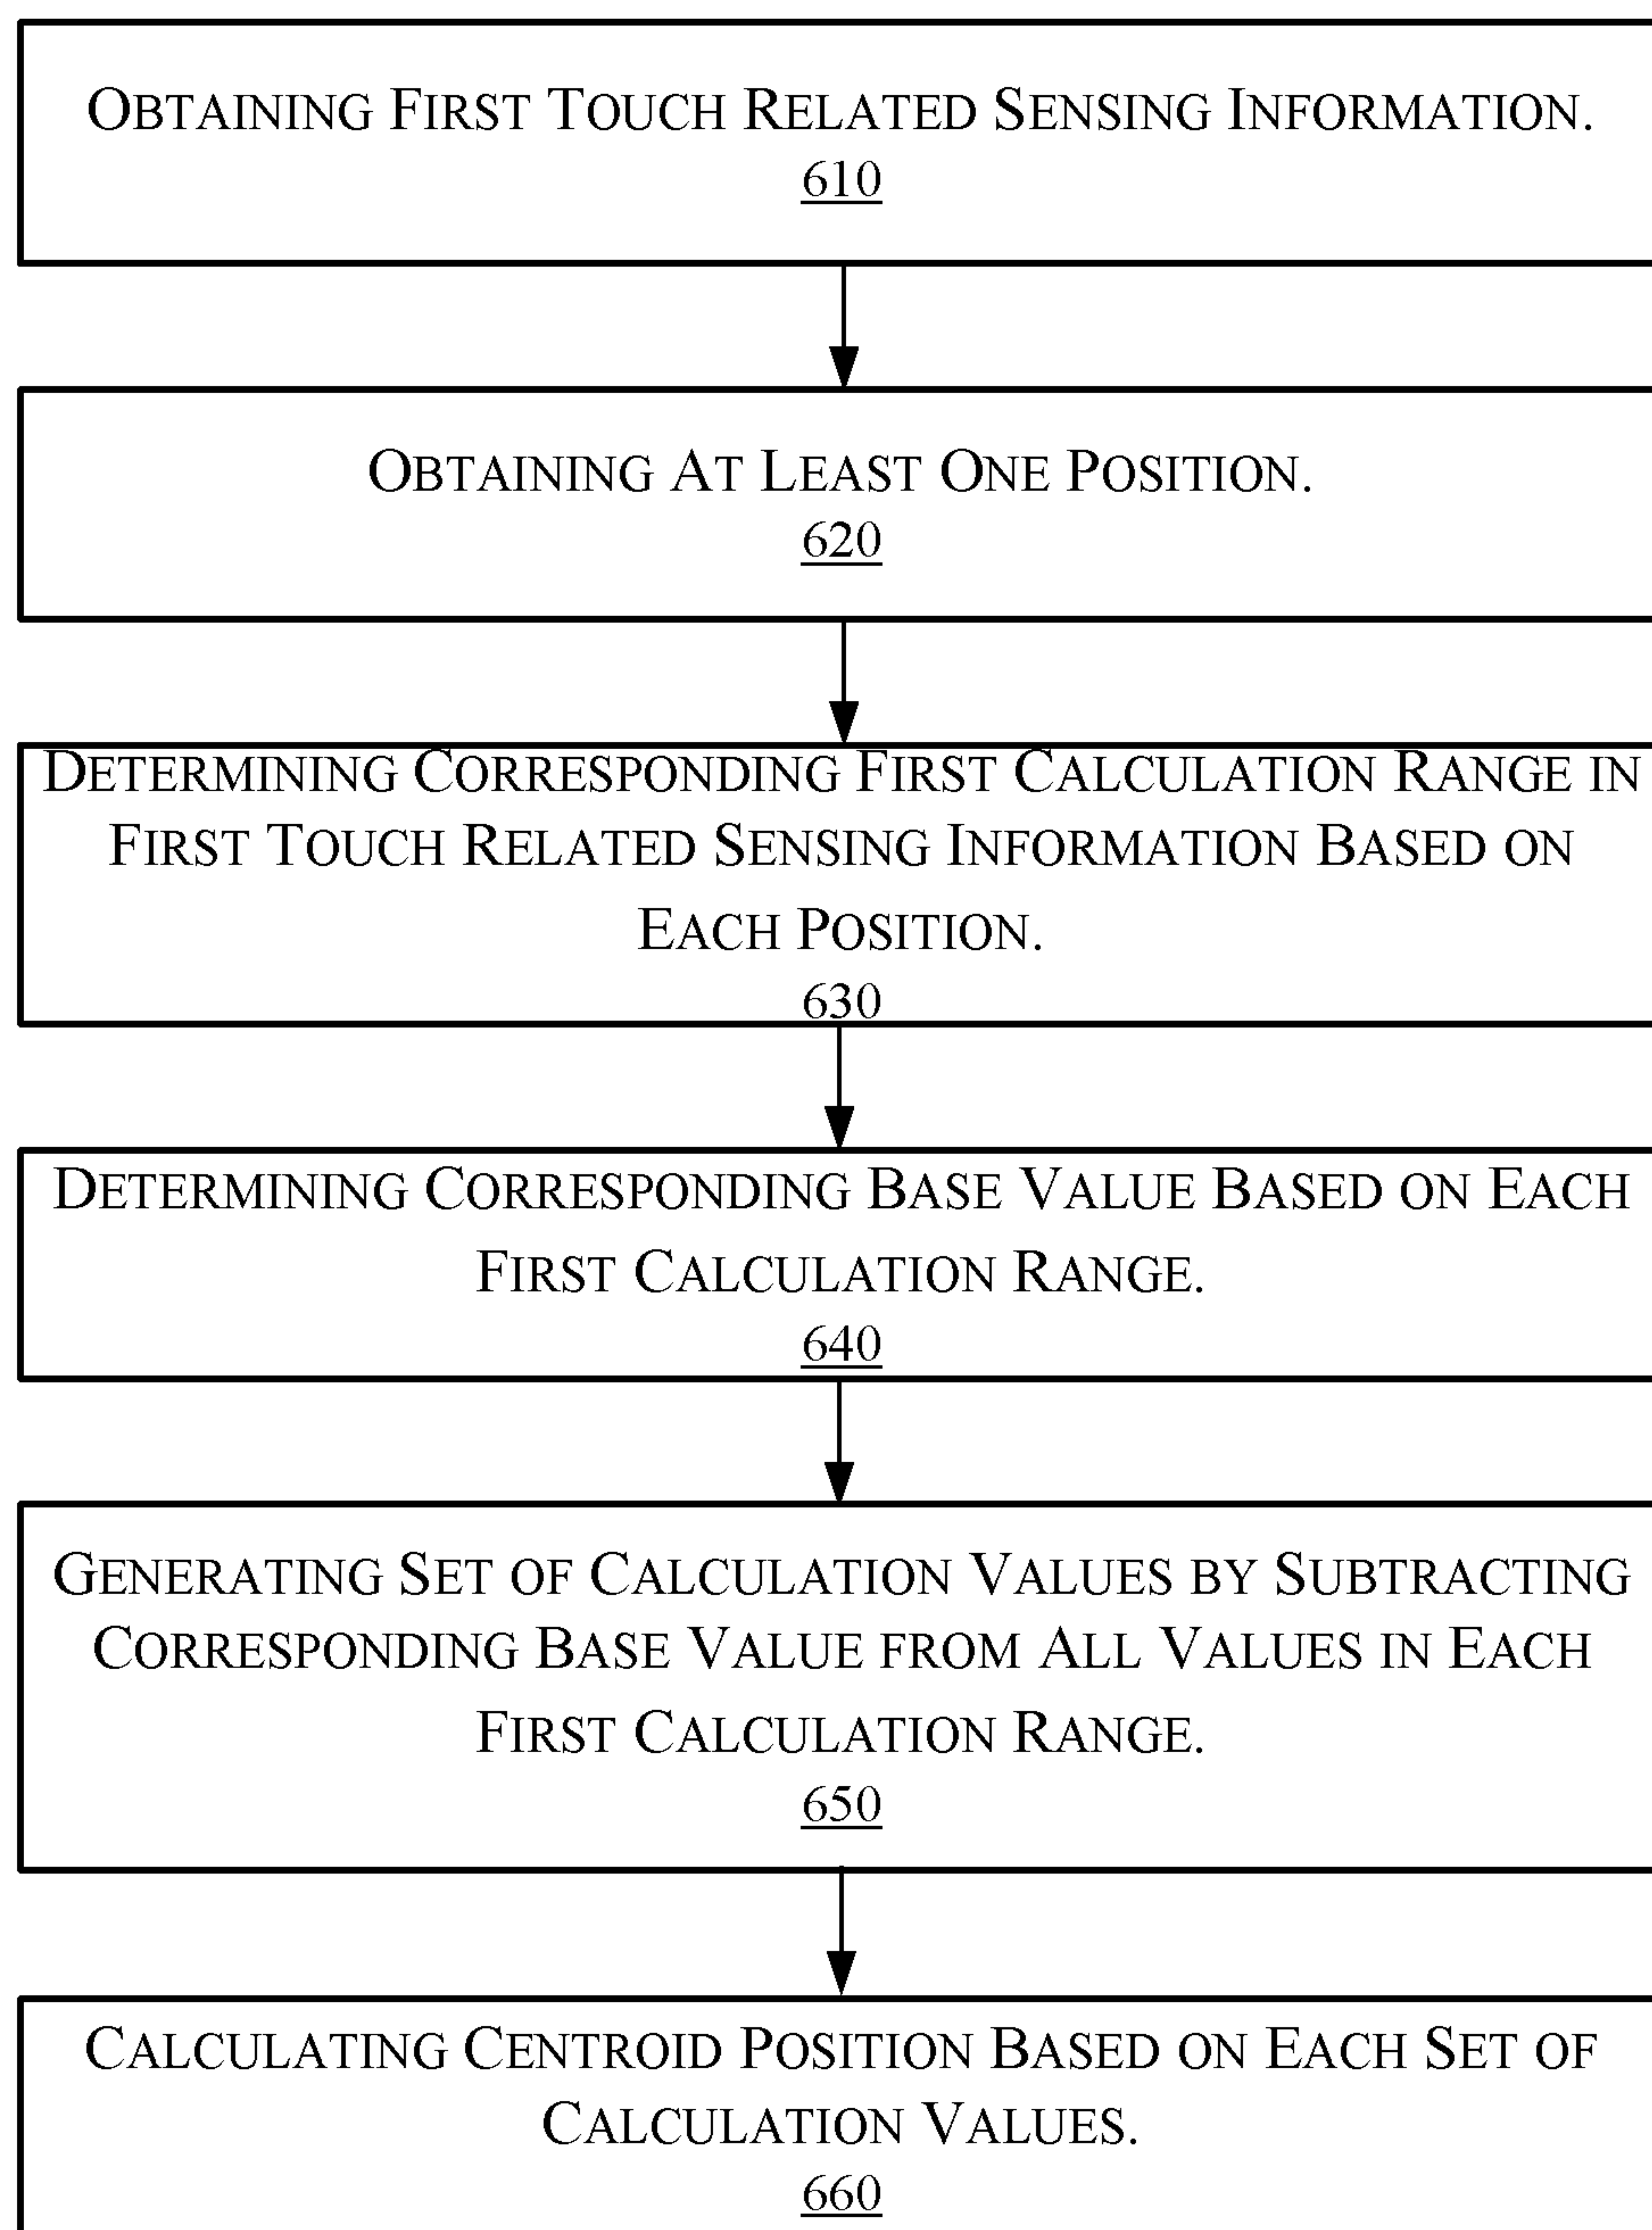 OBTAINING FIRST TOUCH RELATED SENSING INFORMATION.
610
OBTAINING AT LEAST ONE POSITION.
620
DETERMINING CORRESPONDING FIRST CALCULATION RANGE IN
FIRST TOUCH RELATED SENSING INFORMATION BASED ON
EACH POSITION.
630
DETERMINING CORRESPONDING BASE VALUE BASED ON EACH
FIRST CALCULATION RANGE.
640
GENERATING SET OF CALCULATION VALUES BY SUBTRACTING
CORRESPONDING BASE VALUE FROM ALL VALUES IN EACH
FIRST CALCULATION RANGE.
650
CALCULATING CENTROID POSITION BASED ON EACH SET OF
CALCULATION VALUES.
660